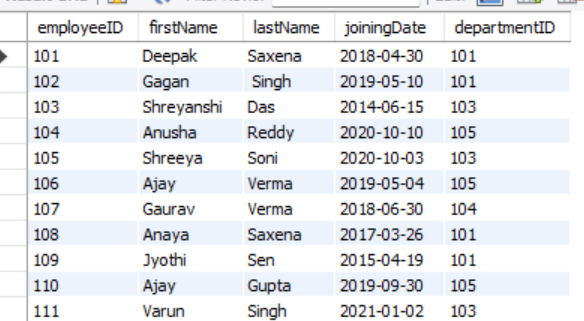 employeeID firstName lastName joiningDate departmentID
101 Deepak Saxena 2018-04-30 101
102 Gagan Singh 2019-05-10 101
103 Shreyanshi Das 2014-06-15 103
104 Anusha Reddy 2020-10-10 105
105 Shreeya Soni 2020-10-03 103
106 Ajay Verma 2019-05-04 105
107 Gaurav Verma 2018-06-30 104
108 Anaya Saxena 2017-03-26 101
109 Jyothi Sen 2015-04-19 101
110 Ajay Gupta 2019-09-30 105
111 Varun Singh 2021-01-02 103